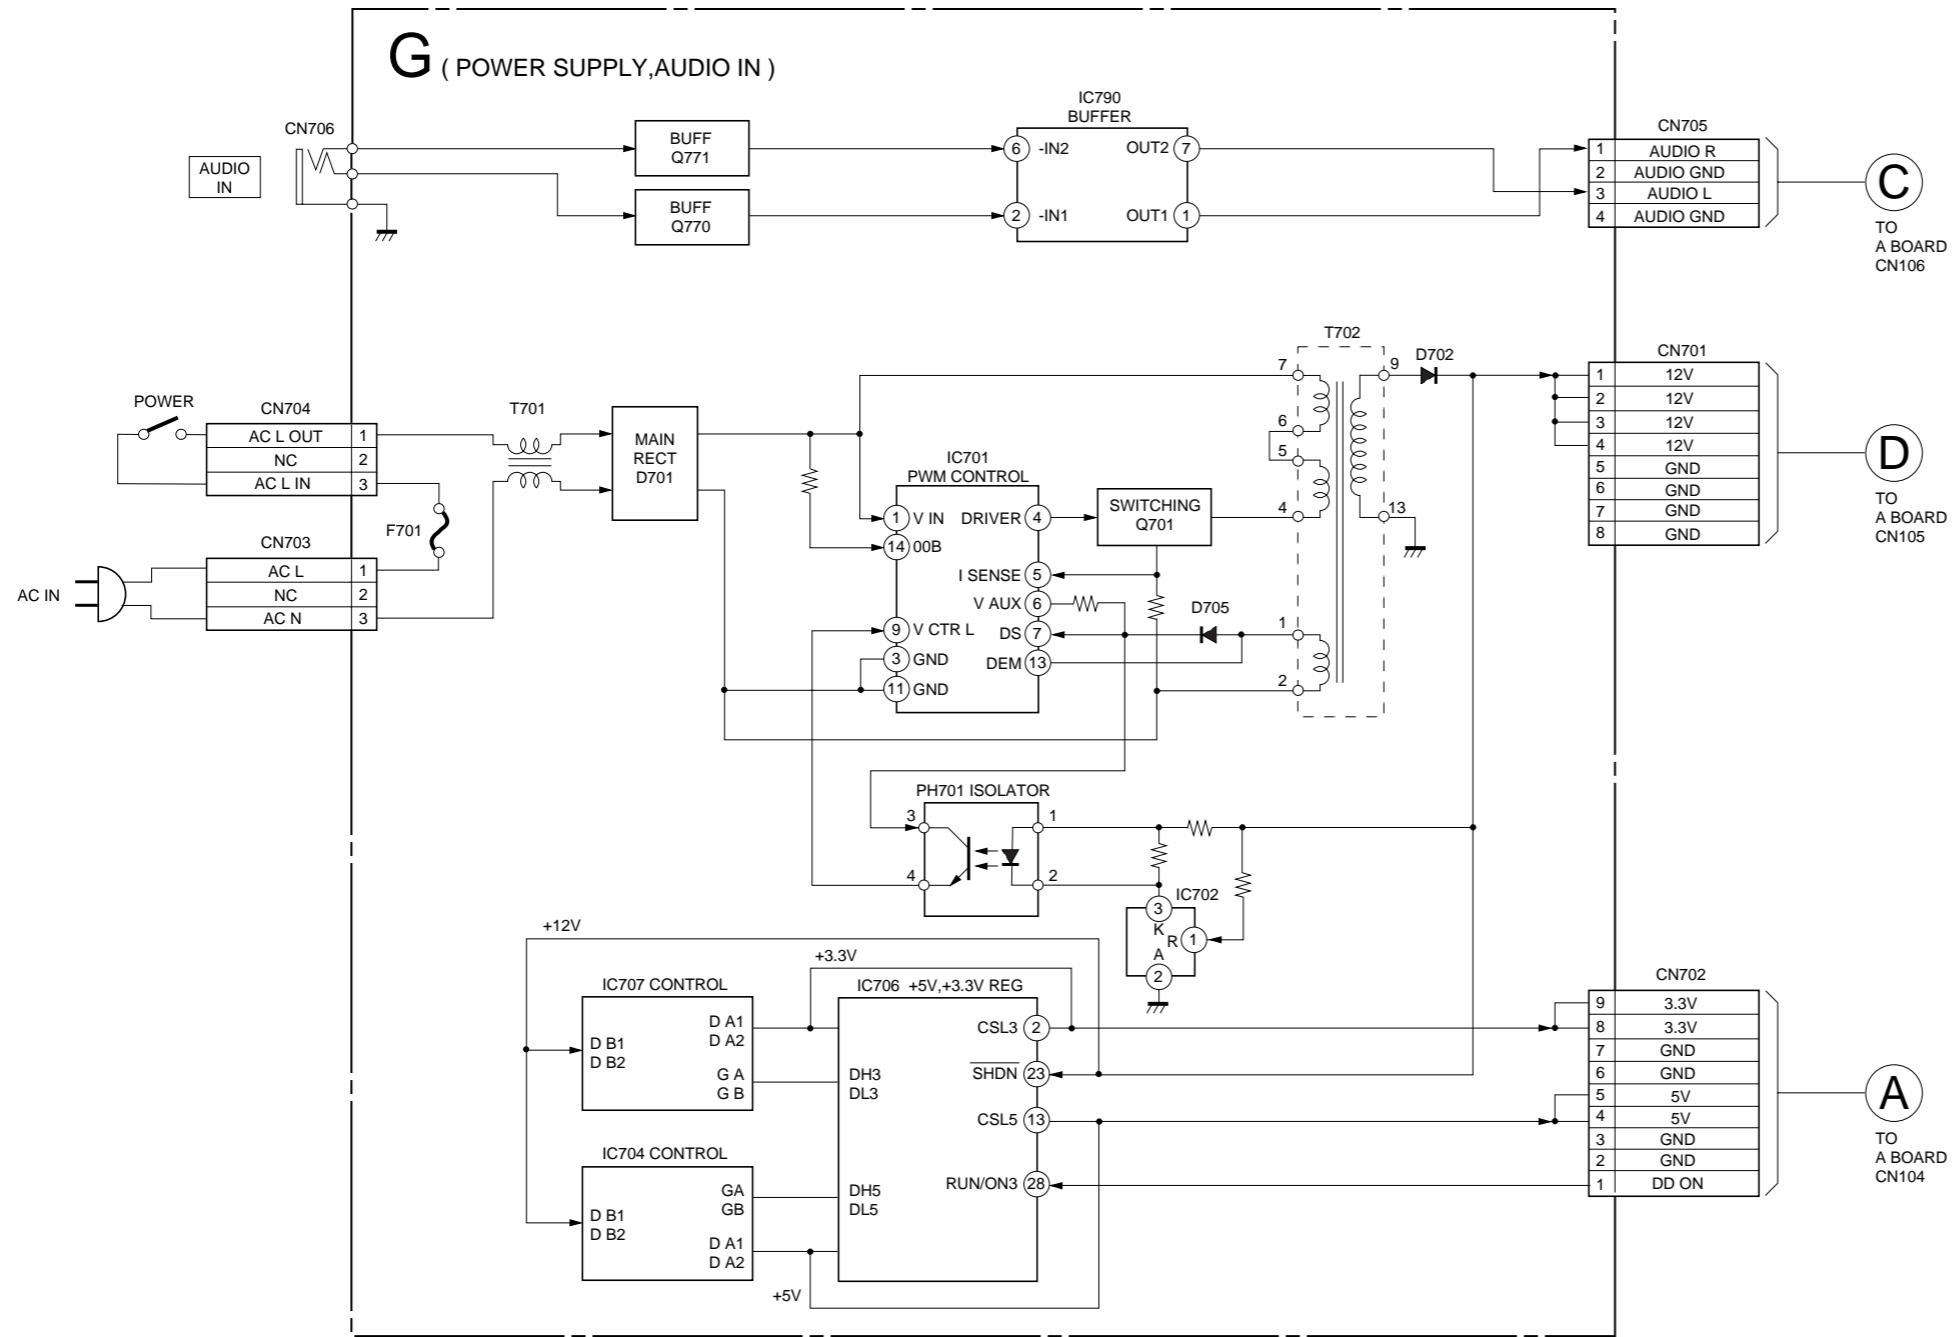 G ( POWER SUPPLY,AUDIO IN )
CN706
AUDIO
IN
BUFF
Q771
BUFF
Q770
IC790
BUFFER
6 -IN2 OUT2 7
2 -IN1 OUT1 1
CN705
1 AUDIO R
2 AUDIO GND
3 AUDIO L
4 AUDIO GND
C
TO
A BOARD
CN106
POWER
CN704
AC L OUT 1
NC 2
AC L IN 3
F701
CN703
AC IN
AC L 1
NC 2
AC N 3
T701
MAIN
RECT
D701
IC701
PWM CONTROL
1 V IN DRIVER 4
14 00B
I SENSE 5
V AUX 6
9 V CTR L DS 7
3 GND DEM 13
11 GND
SWITCHING
Q701
D705
T702
7
6
5
4
1
2
9
13
D702
CN701
1 12V
2 12V
3 12V
4 12V
5 GND
6 GND
7 GND
8 GND
D
TO
A BOARD
CN105
PH701 ISOLATOR
3 1
4 2
IC702
3
K
R 1
A
2
+12V
+3.3V
IC707 CONTROL
D A1
D A2
D B1
D B2
G A
G B
IC706 +5V,+3.3V REG
CSL3 2
SHDN 23
DH3
DL3
CSL5 13
RUN/ON3 28
DH5
DL5
IC704 CONTROL
GA
GB
D B1
D B2
D A1
D A2
+5V
CN702
9 3.3V
8 3.3V
7 GND
6 GND
5 5V
4 5V
3 GND
2 GND
1 DD ON
A
TO
A BOARD
CN104